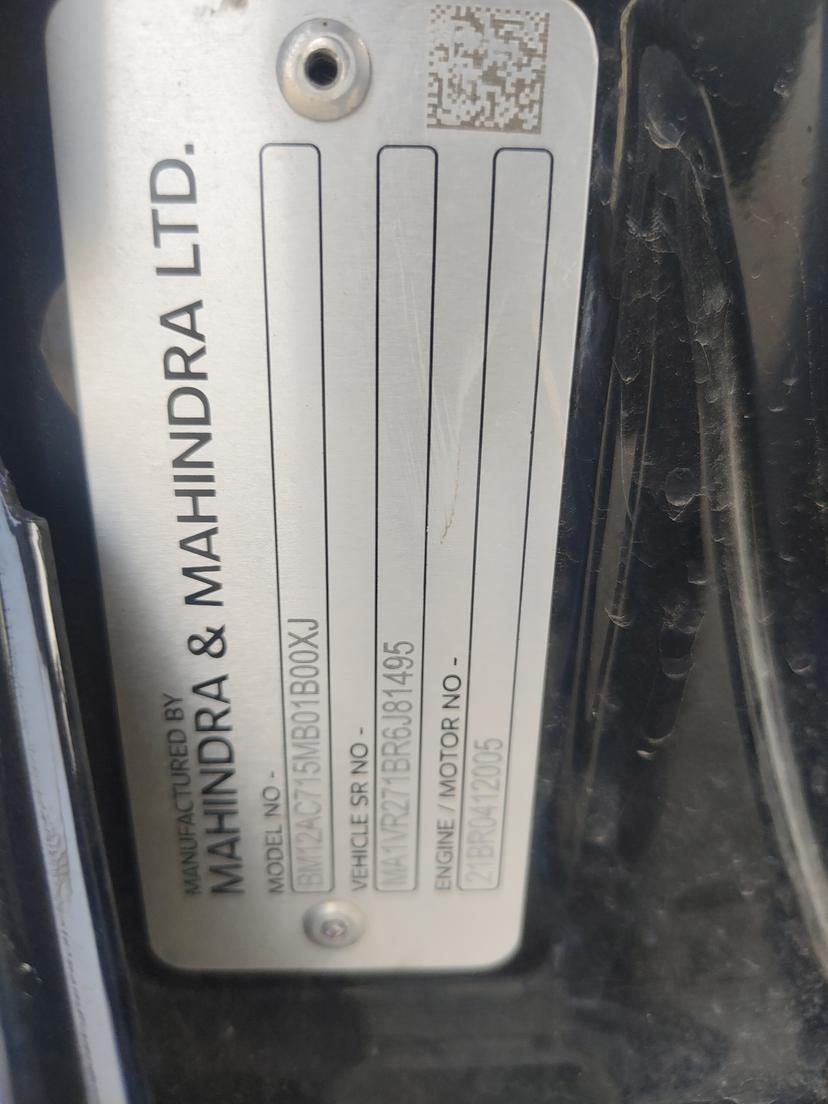 MANUFACTURED BY
MAHINDRA & MAHINDRA LTD.
MODEL NO -
BM12AC715MB01B00XJ
VEHICLE SR NO -
MA1VR271BR6J81495
ENGINE / MOTOR NO -
21BR0412005